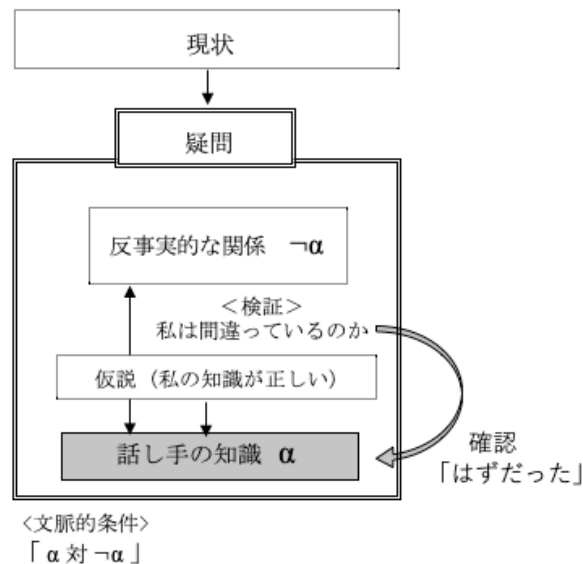 現状
疑問
反事実的な関係 ¬α
<検証>
私は間違っているのか
仮説（私の知識が正しい）
話し手の知識 α
確認
「はずだった」
<文脈的条件>
「 α 対 ¬α 」